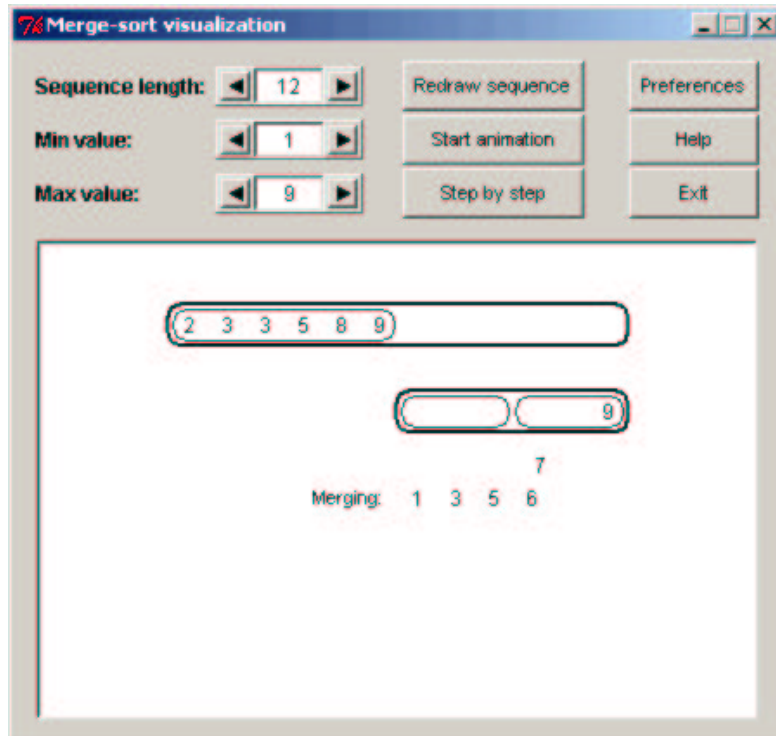 Merge-sort visualization
Sequence length: 12 Redraw sequence Preferences
Min value: 1 Start animation Help
Max value: 9 Step by step Exit
2 3 3 5 8 9
9
7
Merging: 1 3 5 6